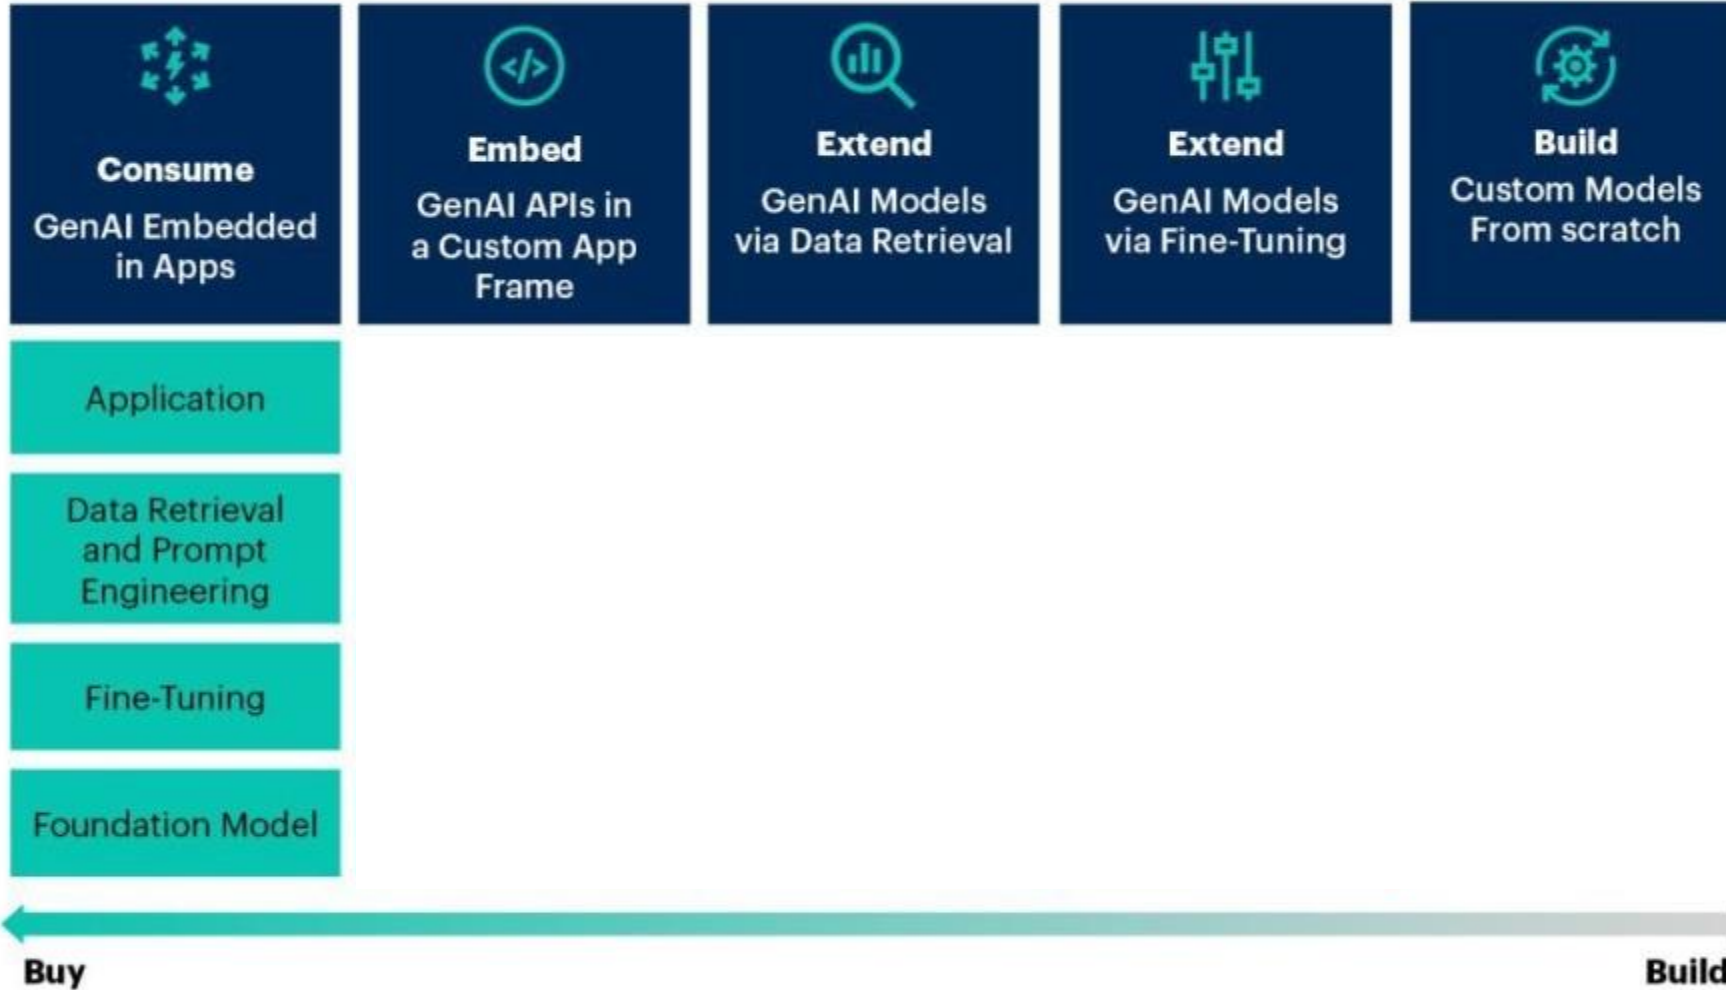 Consume
GenAI Embedded
in Apps
Embed
GenAI APIs in
a Custom App
Frame
Extend
GenAI Models
via Data Retrieval
Extend
GenAI Models
via Fine-Tuning
Build
Custom Models
From scratch
Application
Data Retrieval
and Prompt
Engineering
Fine-Tuning
Foundation Model
Buy
Build